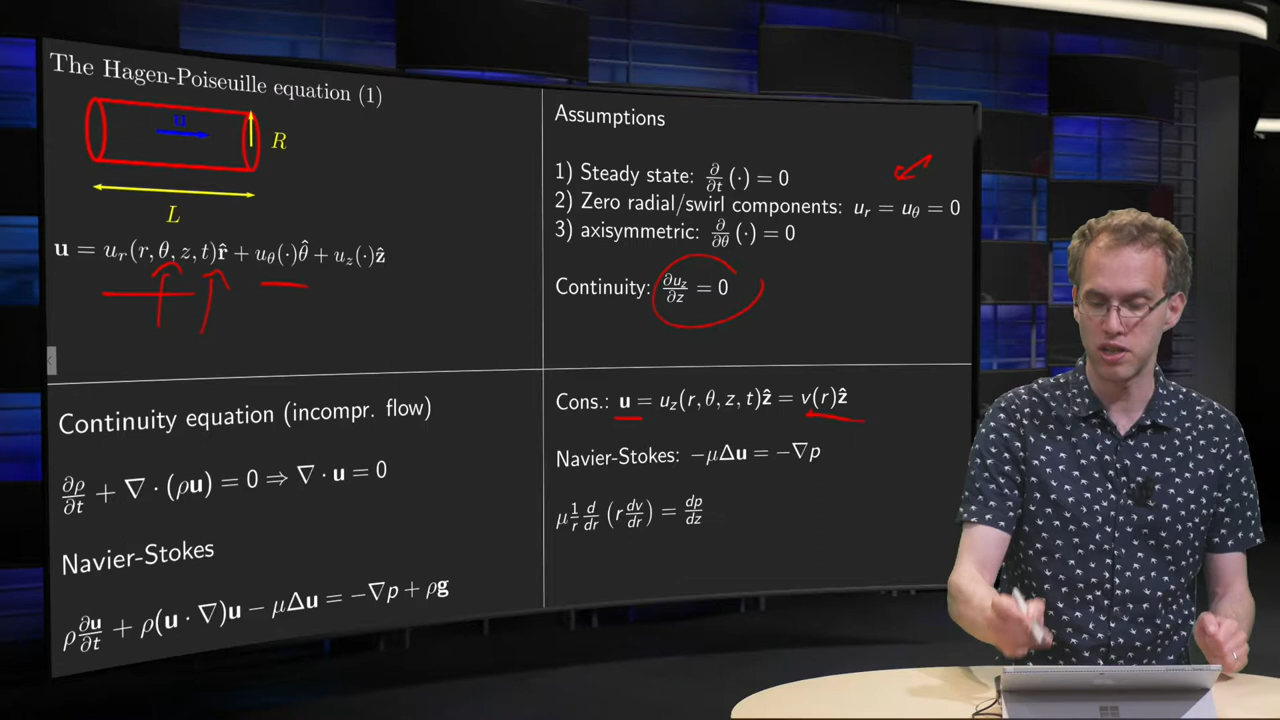 The Hagen-Poiseuille equation (1)
u
R
L
u = u_r(r, θ, z, t)r̂ + u_θ(·)θ̂ + u_z(·)ẑ
Assumptions
1) Steady state: ∂/∂t (·) = 0
2) Zero radial/swirl components: u_r = u_θ = 0
3) axisymmetric: ∂/∂θ (·) = 0
Continuity: ∂u_z/∂z = 0
Continuity equation (incompr. flow)
∂ρ/∂t + ∇ · (ρu) = 0 ⇒ ∇ · u = 0
Navier-Stokes
ρ ∂u/∂t + ρ(u · ∇)u − μΔu = −∇p + ρg
Cons.: u = u_z(r, θ, z, t)ẑ = v(r)ẑ
Navier-Stokes: −μΔu = −∇p
μ 1/r d/dr (r dv/dr) = dp/dz